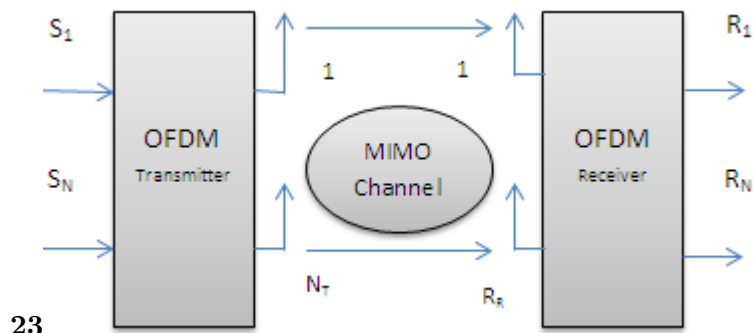 S1
R1
1 1
OFDM
Transmitter
MIMO
Channel
OFDM
Receiver
SN
RN
NT
RR
23